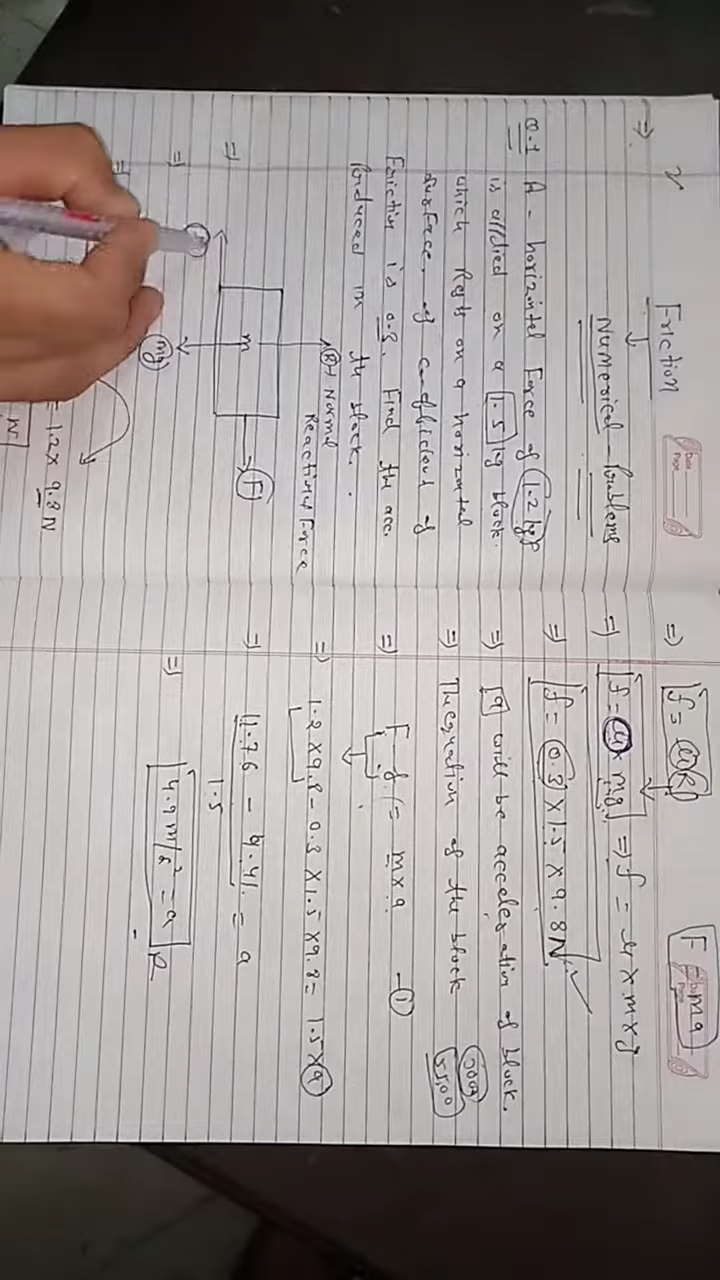 Friction
Numerical - Problems
Q.1 A - horizontal Force of 1.2 kgf
is applied on a 1.5 kg block.
which Rests on a horizontal
surface. of coefficient of
Friction is 0.3. Find the acc.
Produced in the block.
R → Normal
Reaction Force
m
F
mg
= 1.2 × 9.8 N
N
Date
Page
F = ma
⇒ f = μR
⇒ f = μ × mg ⇒ f = μ × m × g
⇒ f = 0.3 × 1.5 × 9.8 N.
⇒ a will be acceleration of block.
⇒ The equation of the block
⇒ F - f = m × a - ①
⇒ 1.2 × 9.8 - 0.3 × 1.5 × 9.8 = 1.5 × a
⇒ 11.76 - 4.41 = a
1.5
⇒ 4.9 m/s² = a